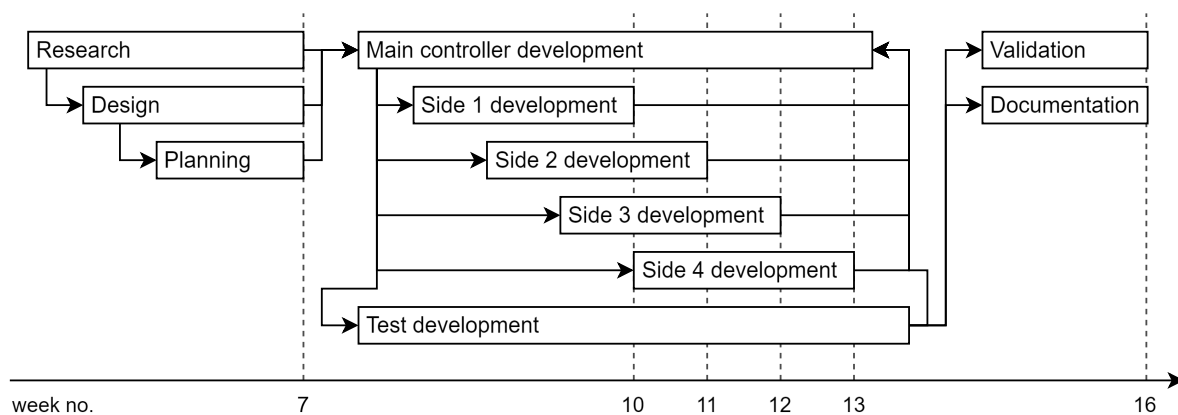 Research
Main controller development
Validation
Design
Side 1 development
Documentation
Planning
Side 2 development
Side 3 development
Side 4 development
Test development
week no.
7
10
11
12
13
16